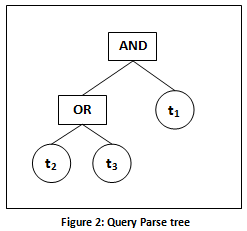 AND
OR
t₁
t₂
t₃
Figure 2: Query Parse tree